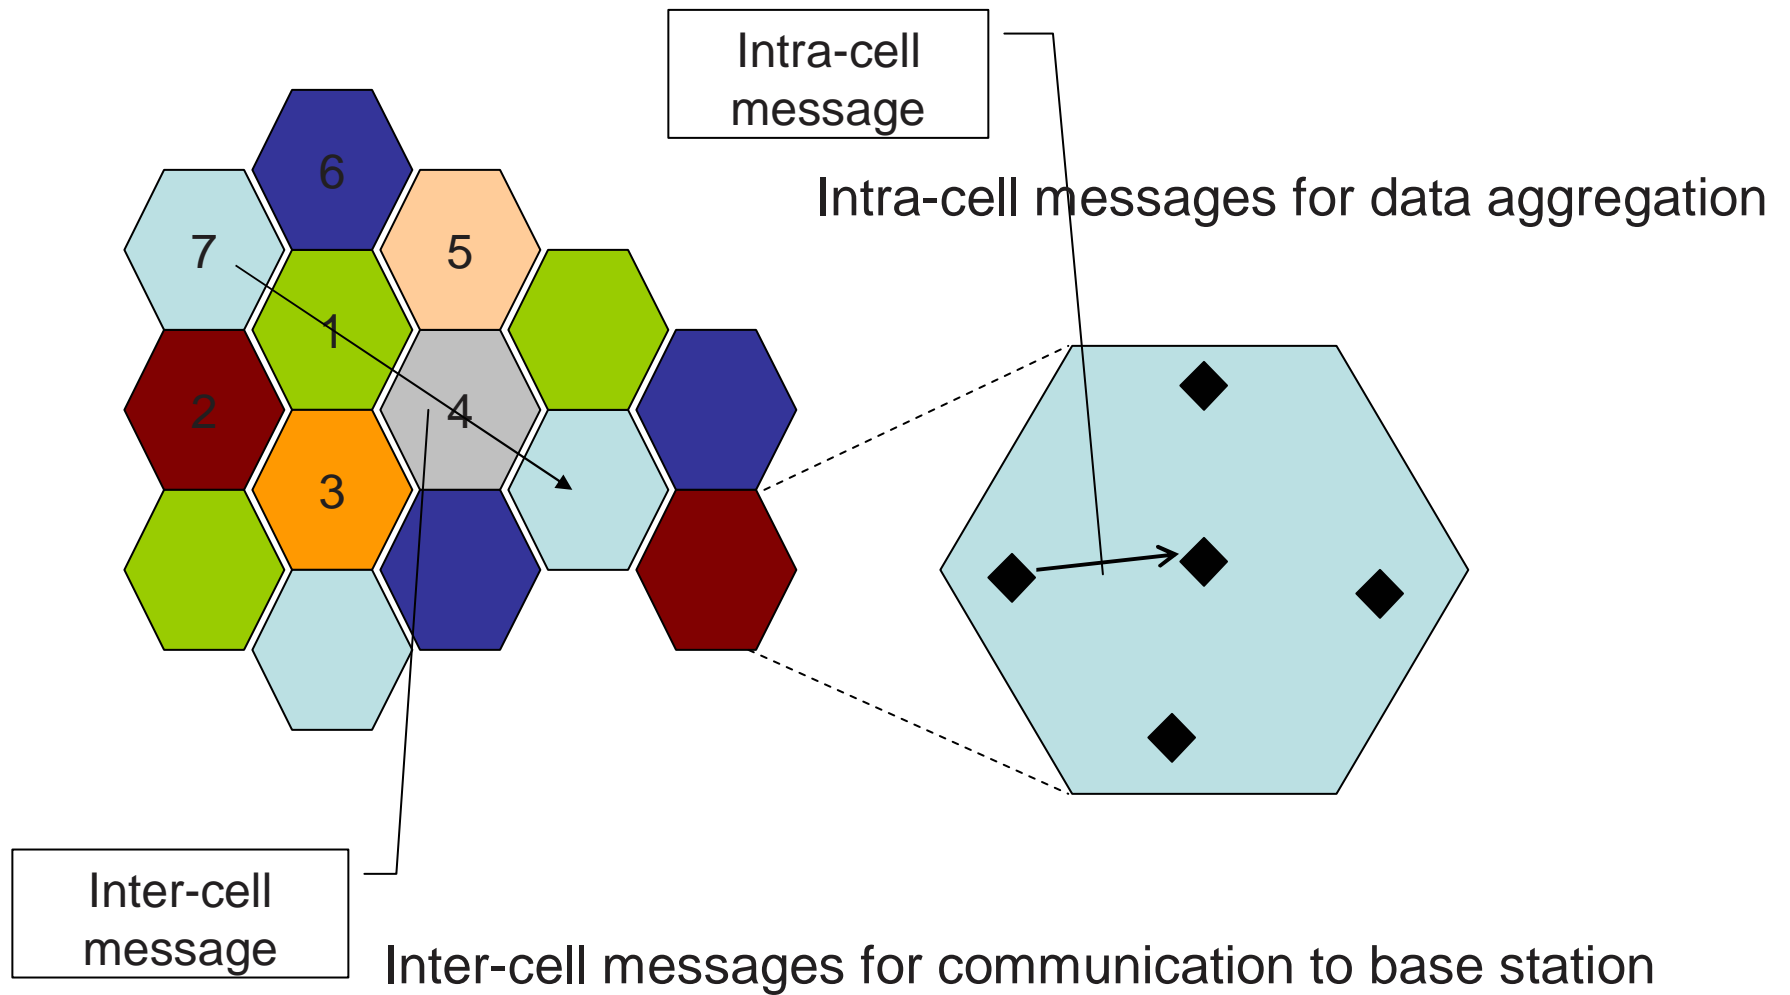 Intra-cell
message
Intra-cell messages for data aggregation
6
7
5
1
2
4
3
Inter-cell
message
Inter-cell messages for communication to base station